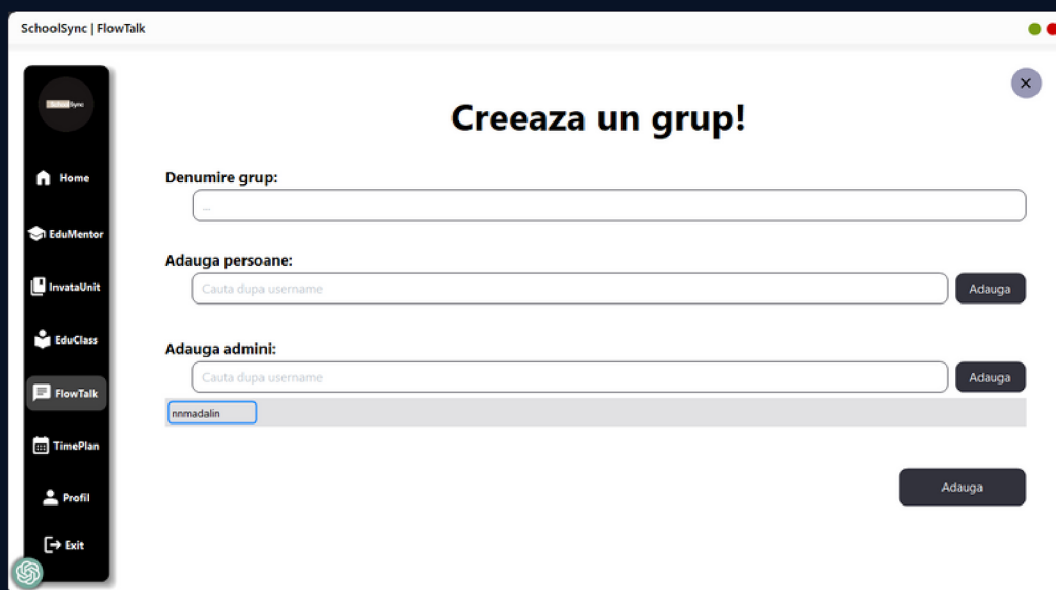 SchoolSync | FlowTalk
SchoolSync
Home
EduMentor
InvataUnit
EduClass
FlowTalk
TimePlan
Profil
Exit
Creeaza un grup!
Denumire grup:
...
Adauga persoane:
Cauta dupa username
Adauga
Adauga admini:
Cauta dupa username
Adauga
nnmadalin
Adauga